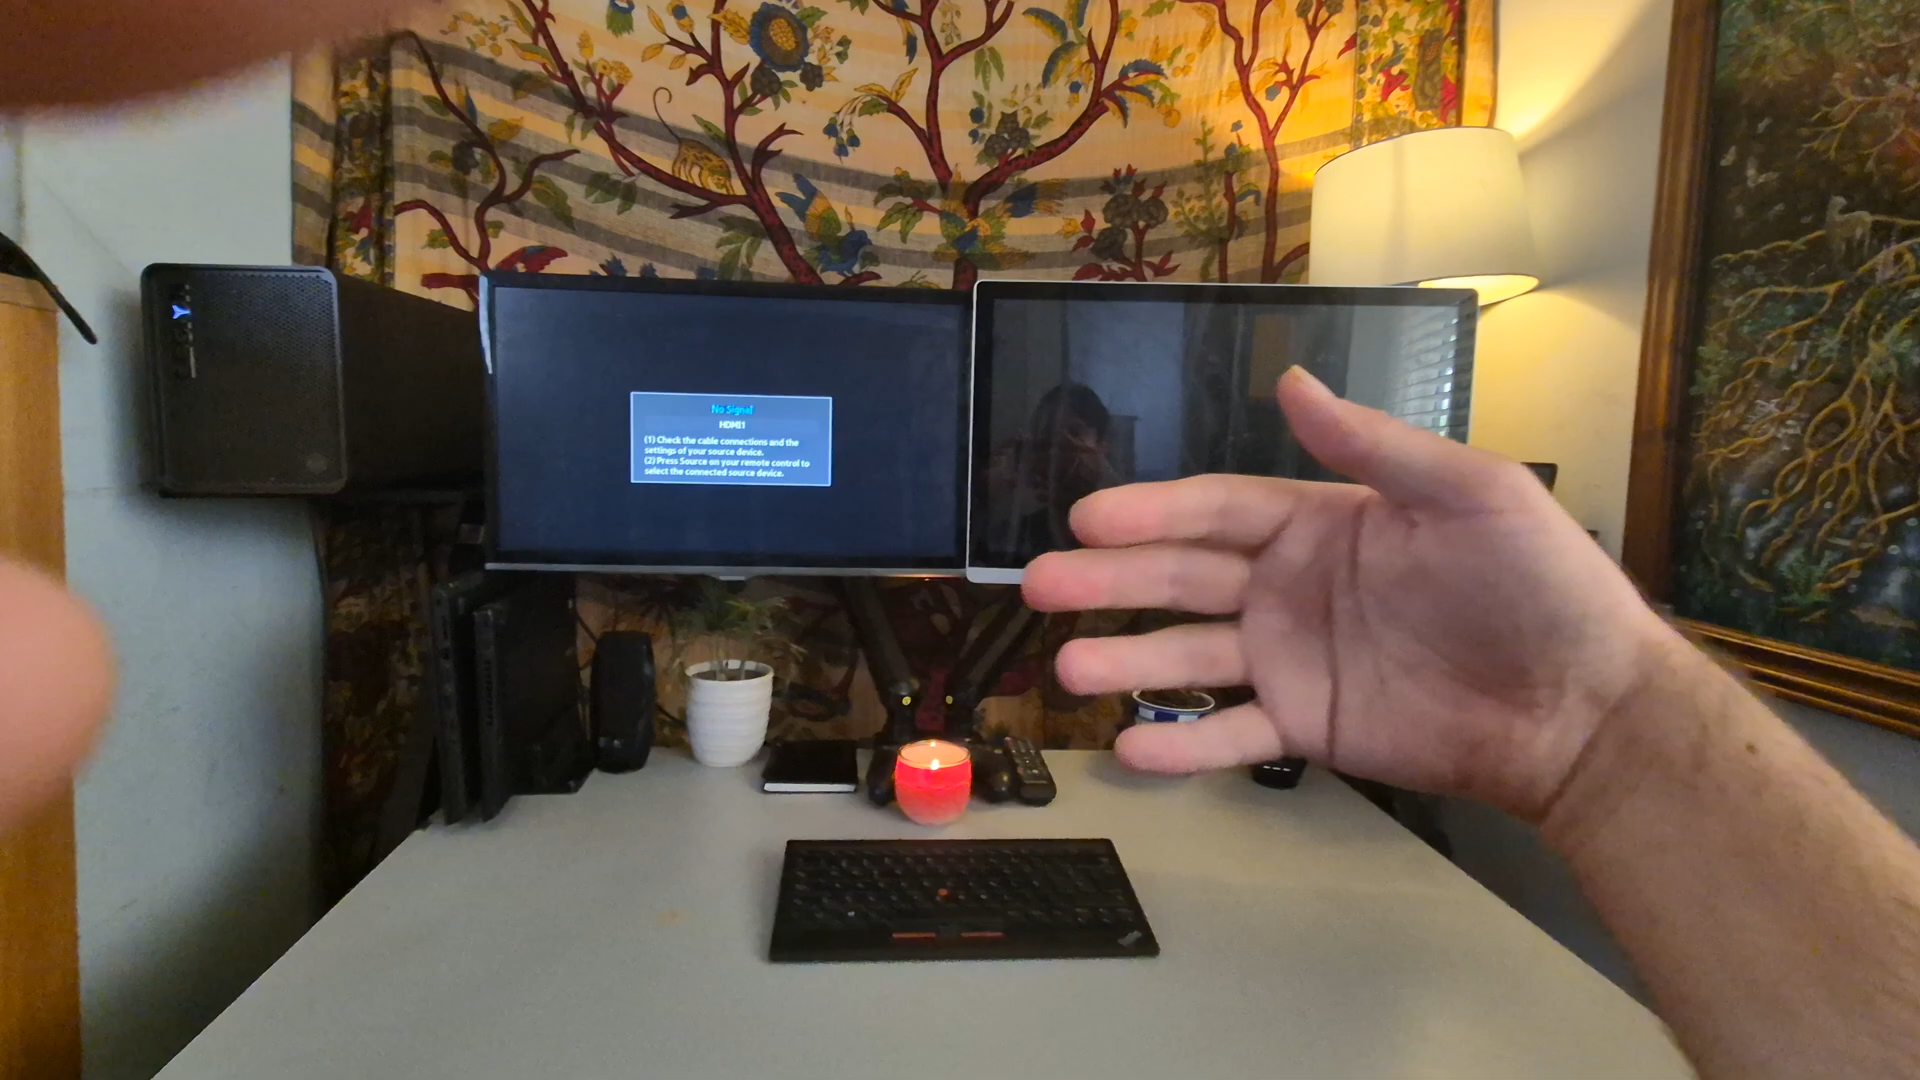 No Signal
HDMI1
(1) Check the cable connections and the
settings of your source device.
(2) Press Source on your remote control to
select the connected source device.